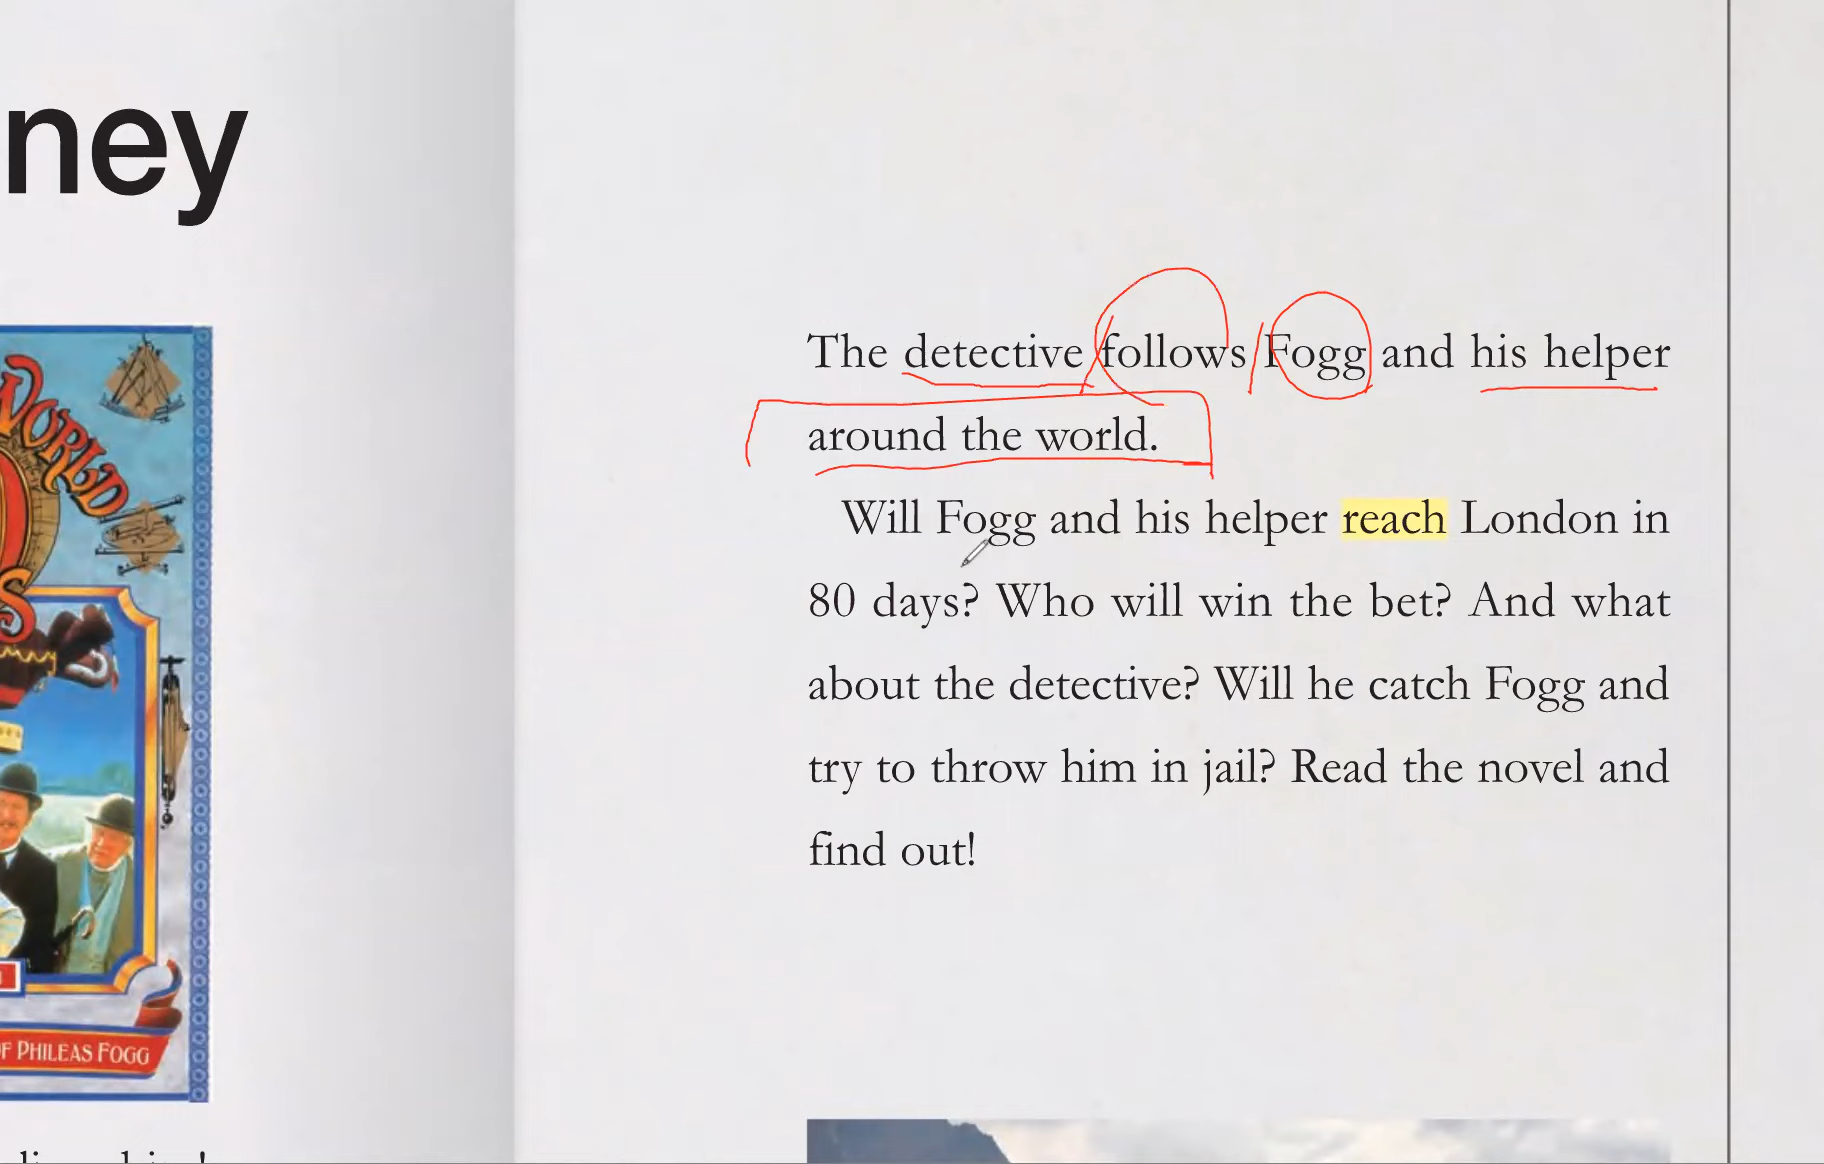 ney
WORLD
OF PHILEAS FOGG
The detective follows Fogg and his helper
around the world.
Will Fogg and his helper reach London in
80 days? Who will win the bet? And what
about the detective? Will he catch Fogg and
try to throw him in jail? Read the novel and
find out!